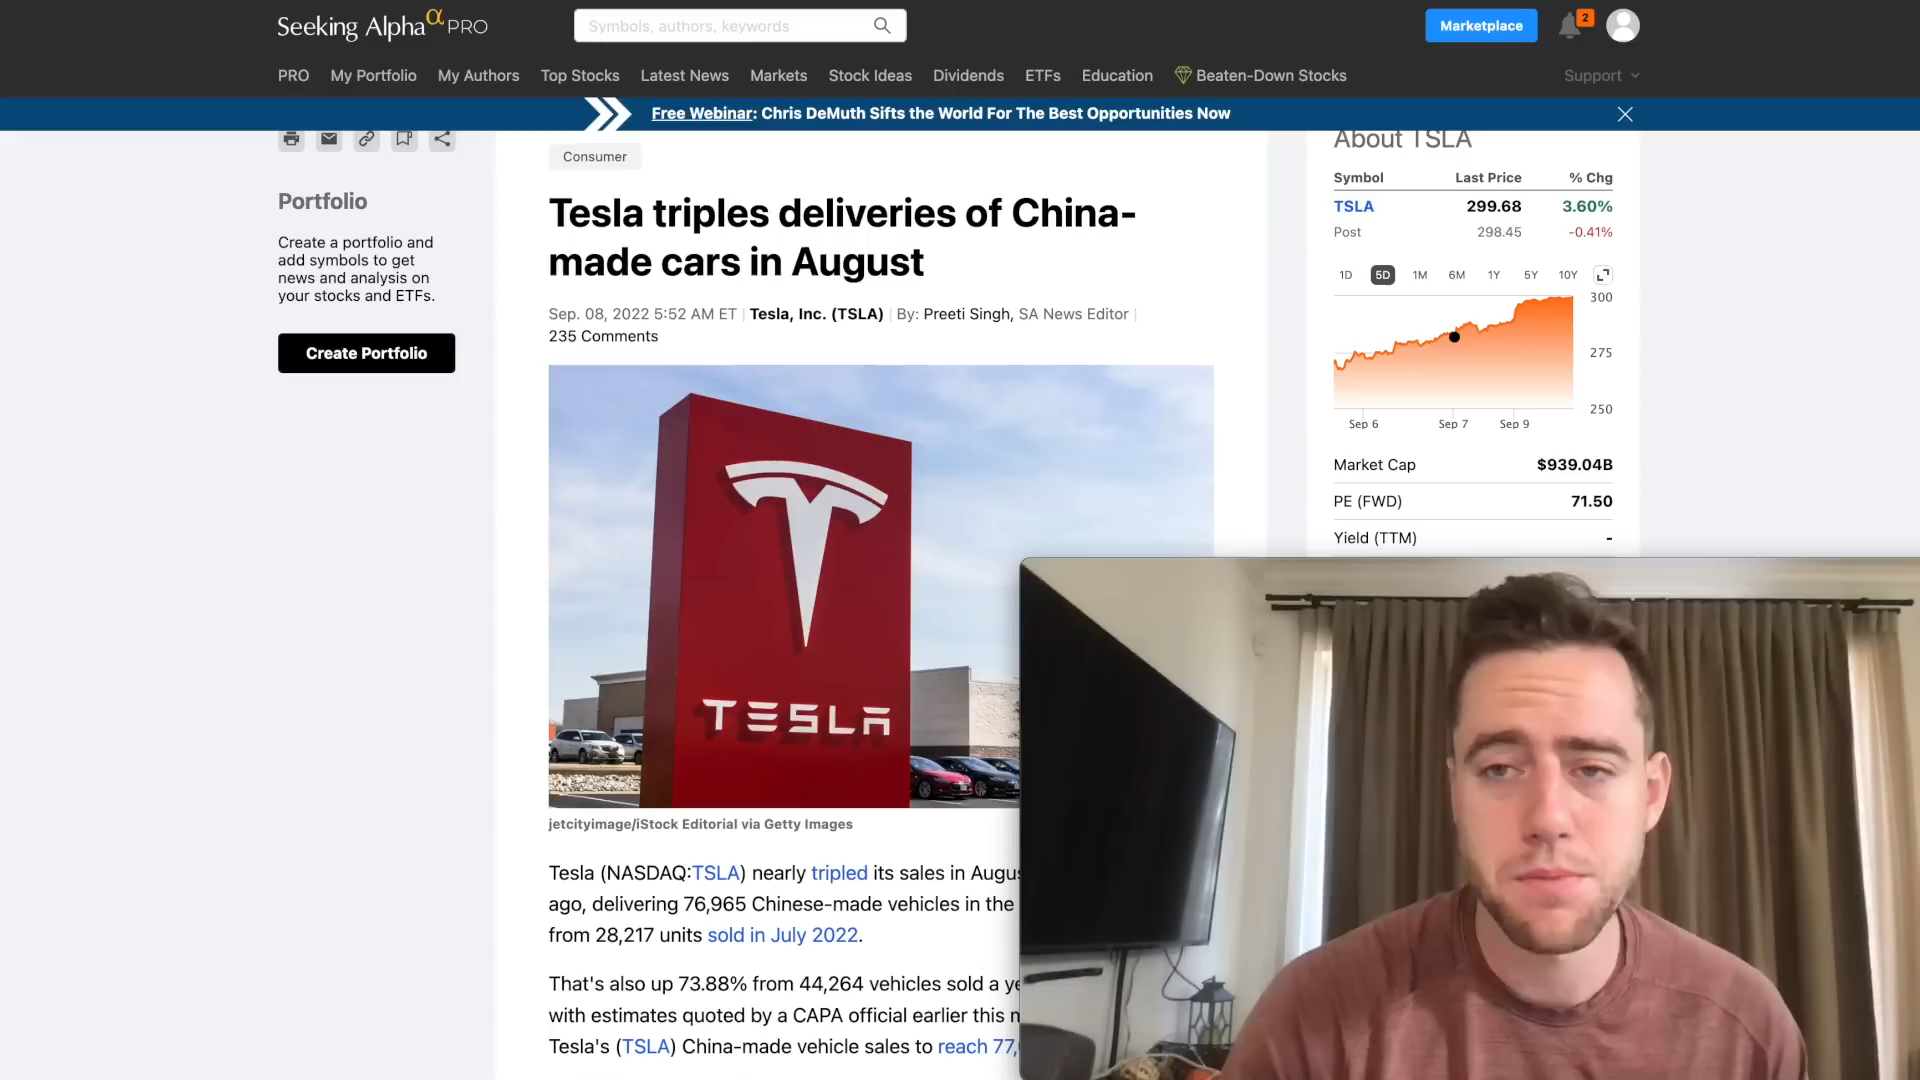 Seeking Alpha α PRO
Symbols, authors, keywords
Marketplace
2
PRO My Portfolio My Authors Top Stocks Latest News Markets Stock Ideas Dividends ETFs Education Beaten-Down Stocks Support
Free Webinar: Chris DeMuth Sifts the World For The Best Opportunities Now
Portfolio
Create a portfolio and
add symbols to get
news and analysis on
your stocks and ETFs.
Create Portfolio
Consumer
Tesla triples deliveries of China-
made cars in August
Sep. 08, 2022 5:52 AM ET | Tesla, Inc. (TSLA) | By: Preeti Singh, SA News Editor |
235 Comments
TESLA
jetcityimage/iStock Editorial via Getty Images
Tesla (NASDAQ:TSLA) nearly tripled its sales in Augus
ago, delivering 76,965 Chinese-made vehicles in the
from 28,217 units sold in July 2022.
That's also up 73.88% from 44,264 vehicles sold a ye
with estimates quoted by a CAPA official earlier this
Tesla's (TSLA) China-made vehicle sales to reach 77,
About TSLA
Symbol Last Price % Chg
TSLA 299.68 3.60%
Post 298.45 -0.41%
1D 5D 1M 6M 1Y 5Y 10Y
300
275
250
Sep 6 Sep 7 Sep 9
Market Cap $939.04B
PE (FWD) 71.50
Yield (TTM) -